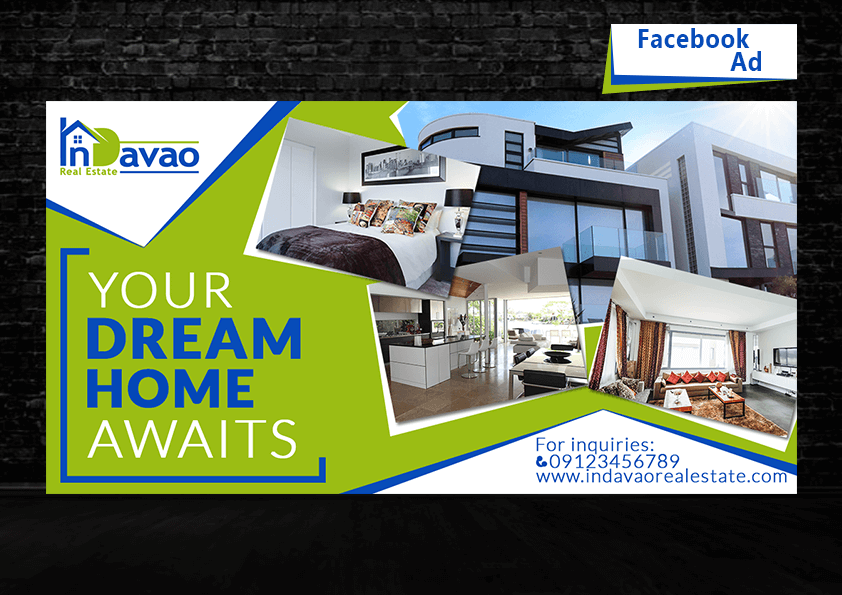 Facebook
Ad
InDavao
Real Estate
YOUR
DREAM
HOME
AWAITS
For inquiries:
09123456789
www.indavaorealestate.com